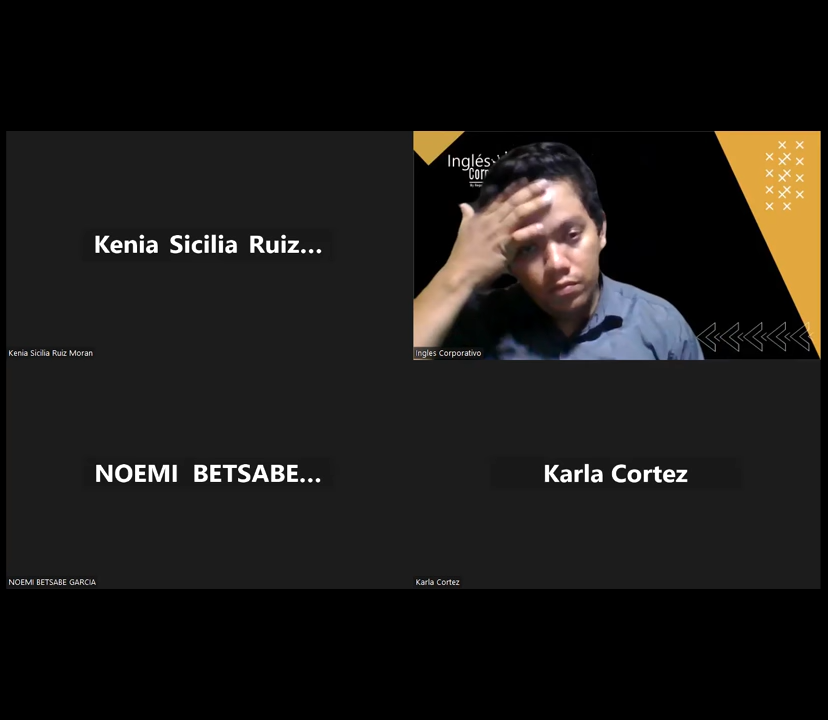 Kenia Sicilia Ruiz...
Kenia Sicilia Ruiz Moran
Inglés
Ingles Corporativo
NOEMI BETSABE...
NOEMI BETSABE GARCIA
Karla Cortez
Karla Cortez